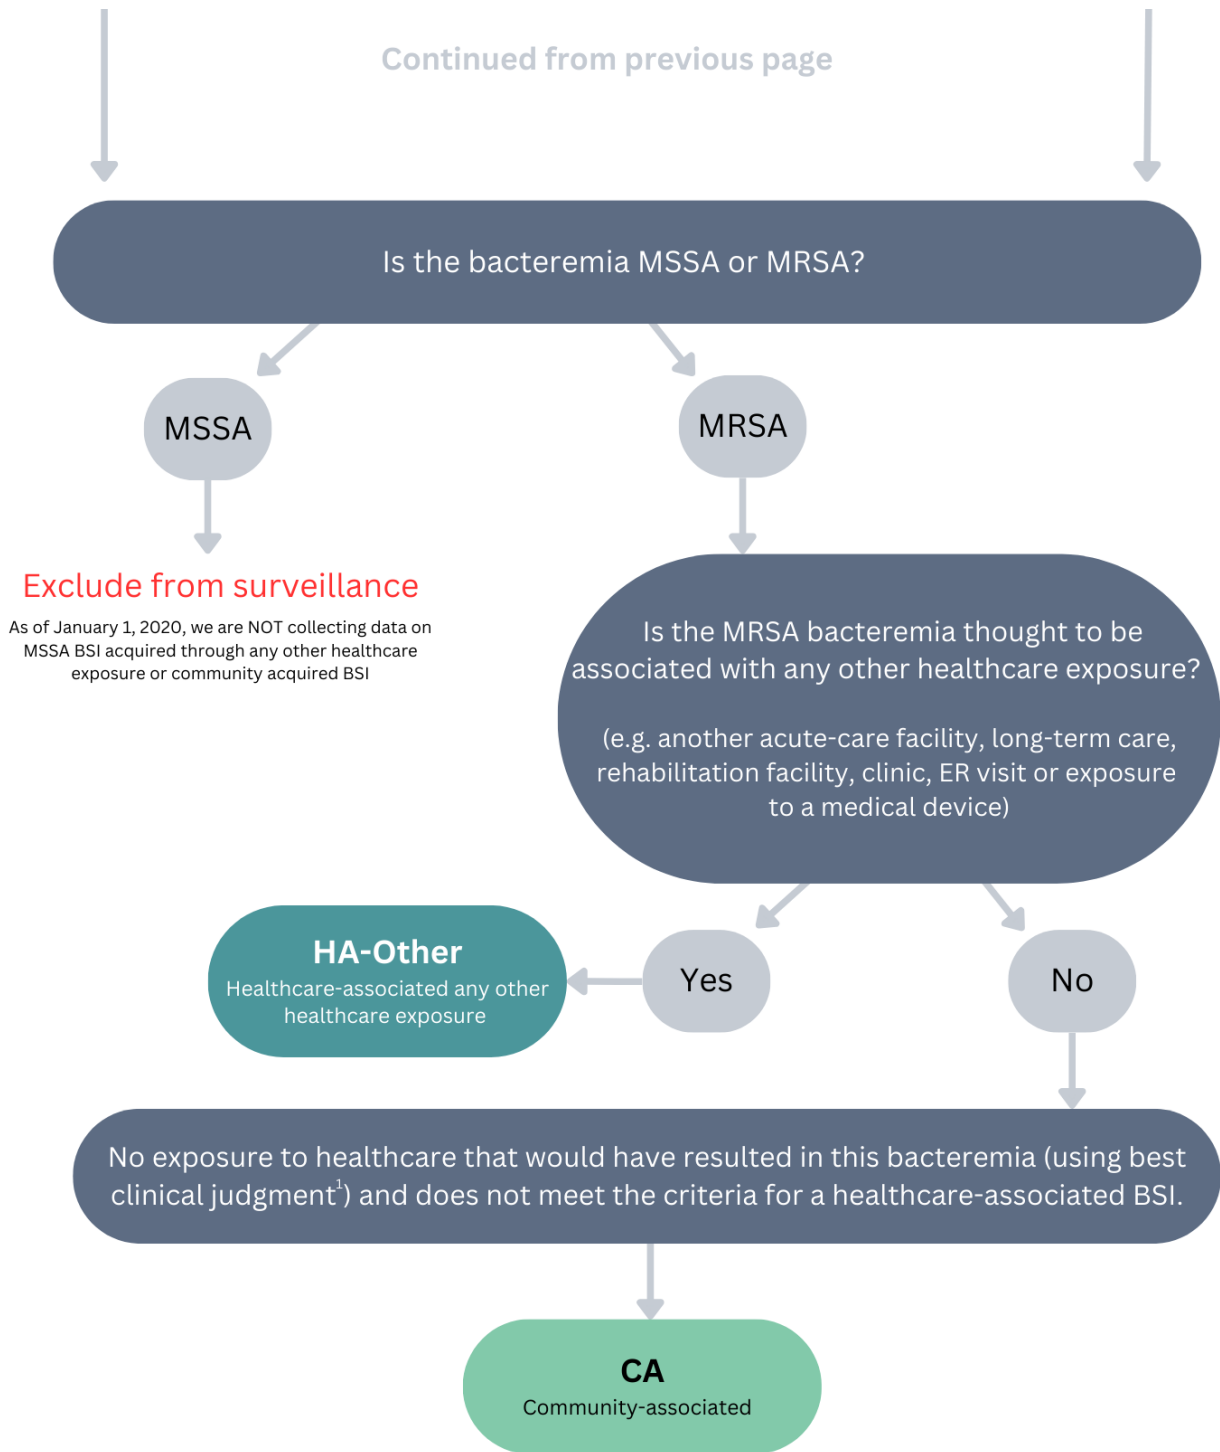 Continued from previous page
Is the bacteremia MSSA or MRSA?
MSSA
MRSA
Exclude from surveillance
As of January 1, 2020, we are NOT collecting data on
MSSA BSI acquired through any other healthcare
exposure or community acquired BSI
Is the MRSA bacteremia thought to be
associated with any other healthcare exposure?
(e.g. another acute-care facility, long-term care,
rehabilitation facility, clinic, ER visit or exposure
to a medical device)
HA-Other
Healthcare-associated any other
healthcare exposure
Yes
No
No exposure to healthcare that would have resulted in this bacteremia (using best
clinical judgment¹) and does not meet the criteria for a healthcare-associated BSI.
CA
Community-associated